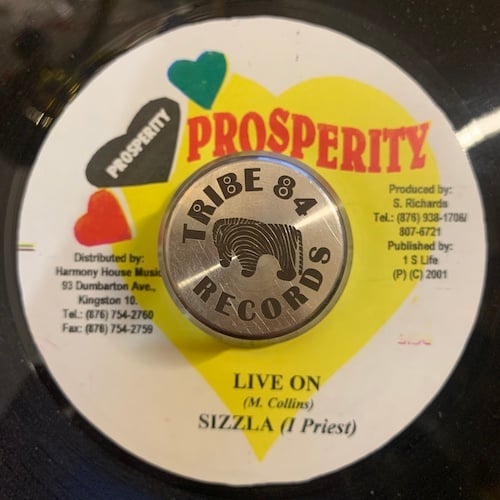 PROSPERITY
PROSPERITY
TRIBE 84
RECORDS
Produced by:
S. Richards
Tel.: (876) 938-1706/
807-6721
Published by:
1 S Life
(P) (C) 2001
Distributed by:
Harmony House Music
93 Dumbarton Ave.,
Kingston 10.
Tel.: (876) 754-2760
Fax: (876) 754-2759
LIVE ON
(M. Collins)
SIZZLA (I Priest)